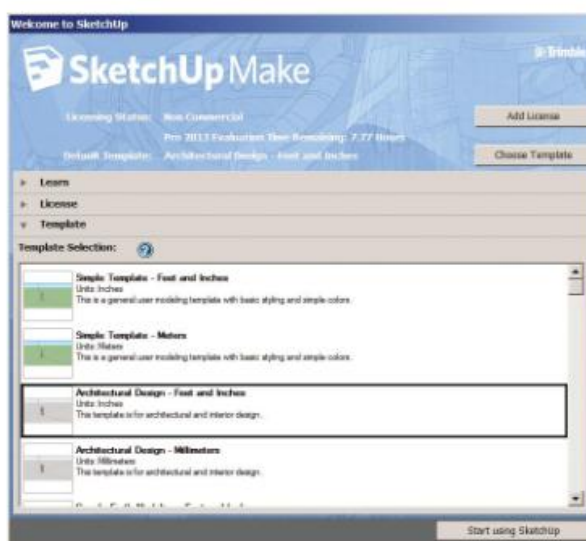 Welcome to SketchUp
Trimble
SketchUp Make
Licensing Status: Non-Commercial
Add License
Pro 2013 Evaluation Time Remaining: 7.77 Hours
Default Template: Architectural Design - Feet and Inches
Choose Template
Learn
License
Template
Template Selection:
Simple Template - Feet and Inches
Units: Inches
This is a general user modeling template with basic styling and simple colors.
Simple Template - Meters
Units: Meters
This is a general user modeling template with basic styling and simple colors.
Architectural Design - Feet and Inches
Units: Inches
This template is for architectural and interior design.
Architectural Design - Millimeters
Units: Millimeters
This template is for architectural and interior design.
Start using SketchUp